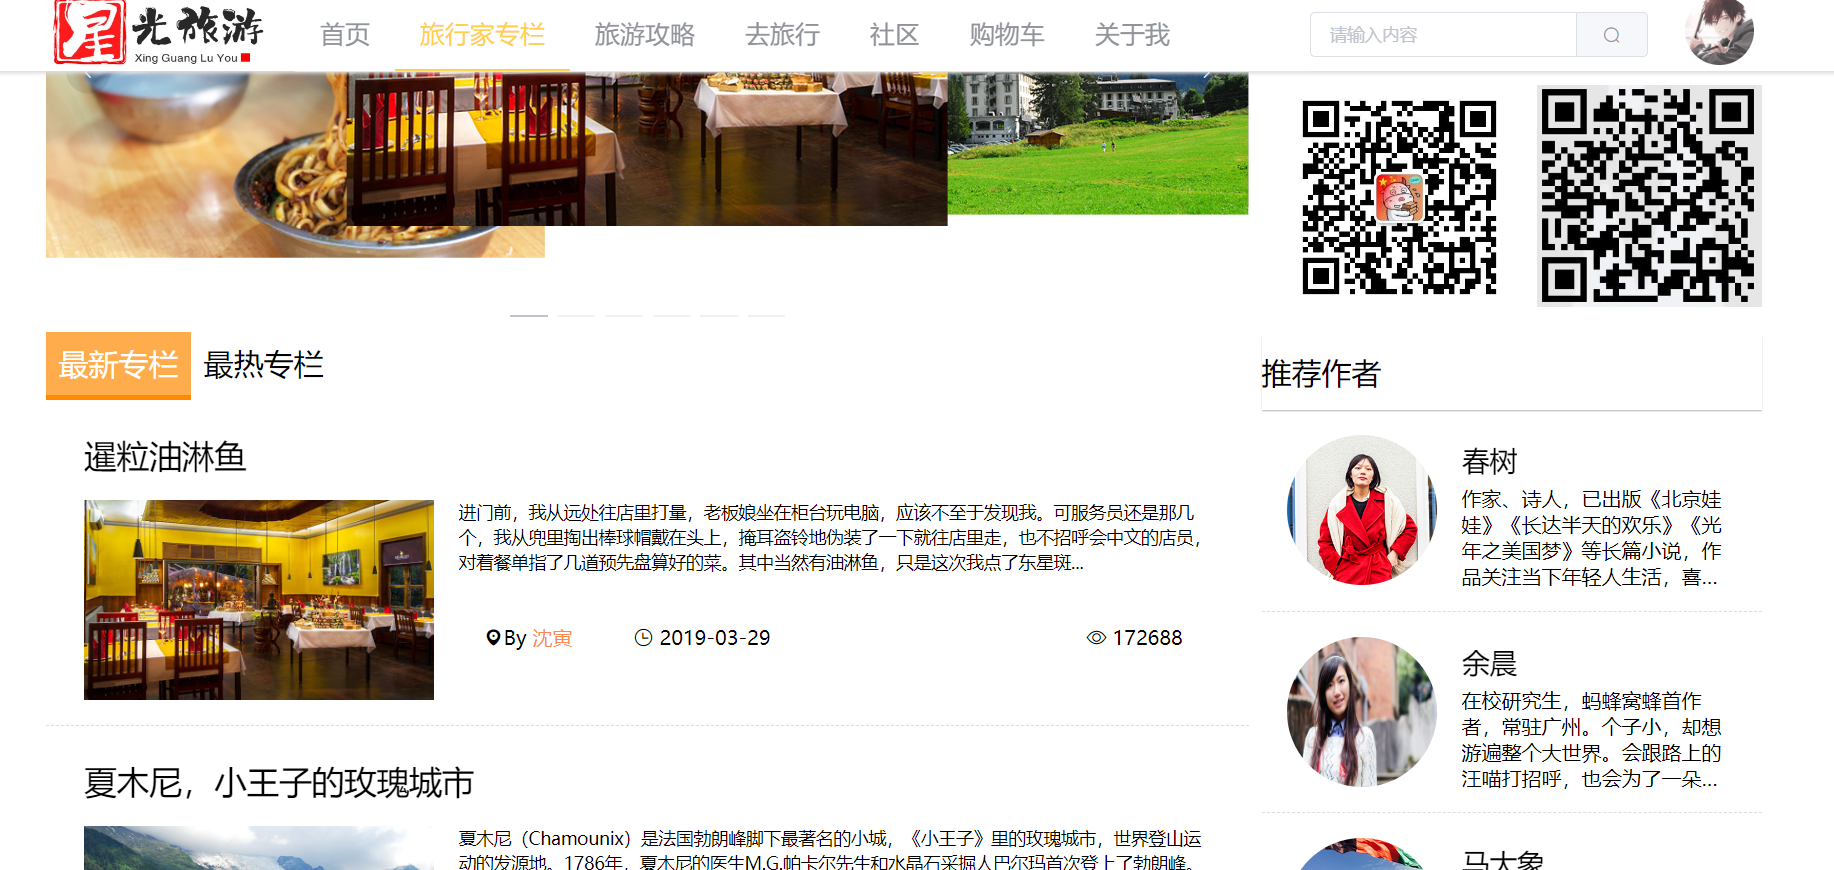 星光旅游
Xing Guang Lu You
首页
旅行家专栏
旅游攻略
去旅行
社区
购物车
关于我
请输入内容
最新专栏
最热专栏
暹粒油淋鱼
进门前，我从远处往店里打量，老板娘坐在柜台玩电脑，应该不至于发现我。可服务员还是那几
个，我从兜里掏出棒球帽戴在头上，掩耳盗铃地伪装了一下就往店里走，也不招呼会中文的店员，
对着餐单指了几道预先盘算好的菜。其中当然有油淋鱼，只是这次我点了东星斑...
By 沈寅
2019-03-29
172688
夏木尼，小王子的玫瑰城市
夏木尼（Chamounix）是法国勃朗峰脚下最著名的小城，《小王子》里的玫瑰城市，世界登山运
动的发源地。1786年，夏木尼的医生M.G.帕卡尔先生和水晶石采掘人巴尔玛首次登上了勃朗峰。
推荐作者
春树
作家、诗人，已出版《北京娃
娃》《长达半天的欢乐》《光
年之美国梦》等长篇小说，作
品关注当下年轻人生活，喜...
余晨
在校研究生，蚂蜂窝蜂首作
者，常驻广州。个子小，却想
游遍整个大世界。会跟路上的
汪喵打招呼，也会为了一朵...
马大象